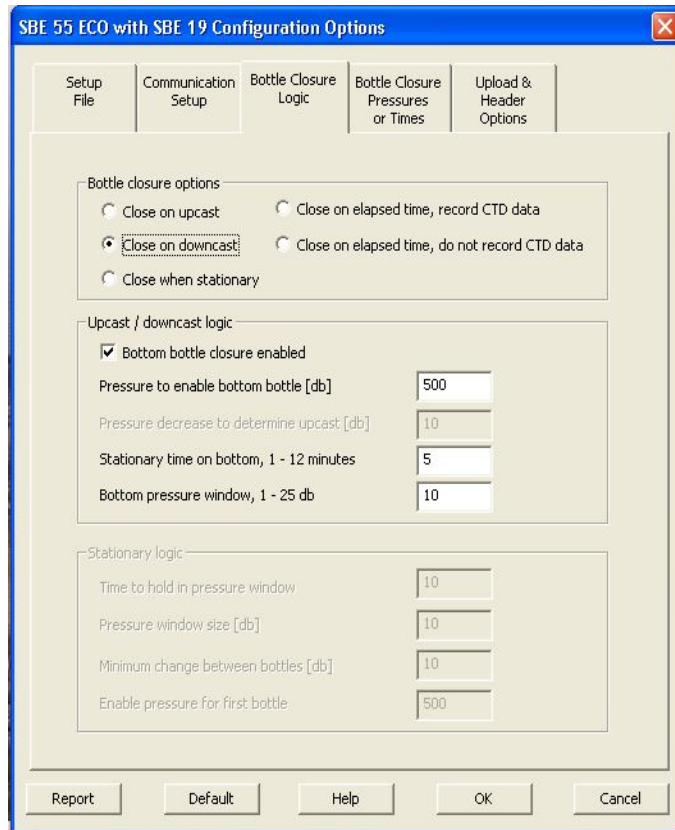 SBE 55 ECO with SBE 19 Configuration Options
Setup File
Communication Setup
Bottle Closure Logic
Bottle Closure Pressures or Times
Upload & Header Options
Bottle closure options
Close on upcast
Close on elapsed time, record CTD data
Close on downcast
Close on elapsed time, do not record CTD data
Close when stationary
Upcast / downcast logic
Bottom bottle closure enabled
Pressure to enable bottom bottle [db] 500
Pressure decrease to determine upcast [db] 10
Stationary time on bottom, 1 - 12 minutes 5
Bottom pressure window, 1 - 25 db 10
Stationary logic
Time to hold in pressure window 10
Pressure window size [db] 10
Minimum change between bottles [db] 10
Enable pressure for first bottle 500
Report Default Help OK Cancel